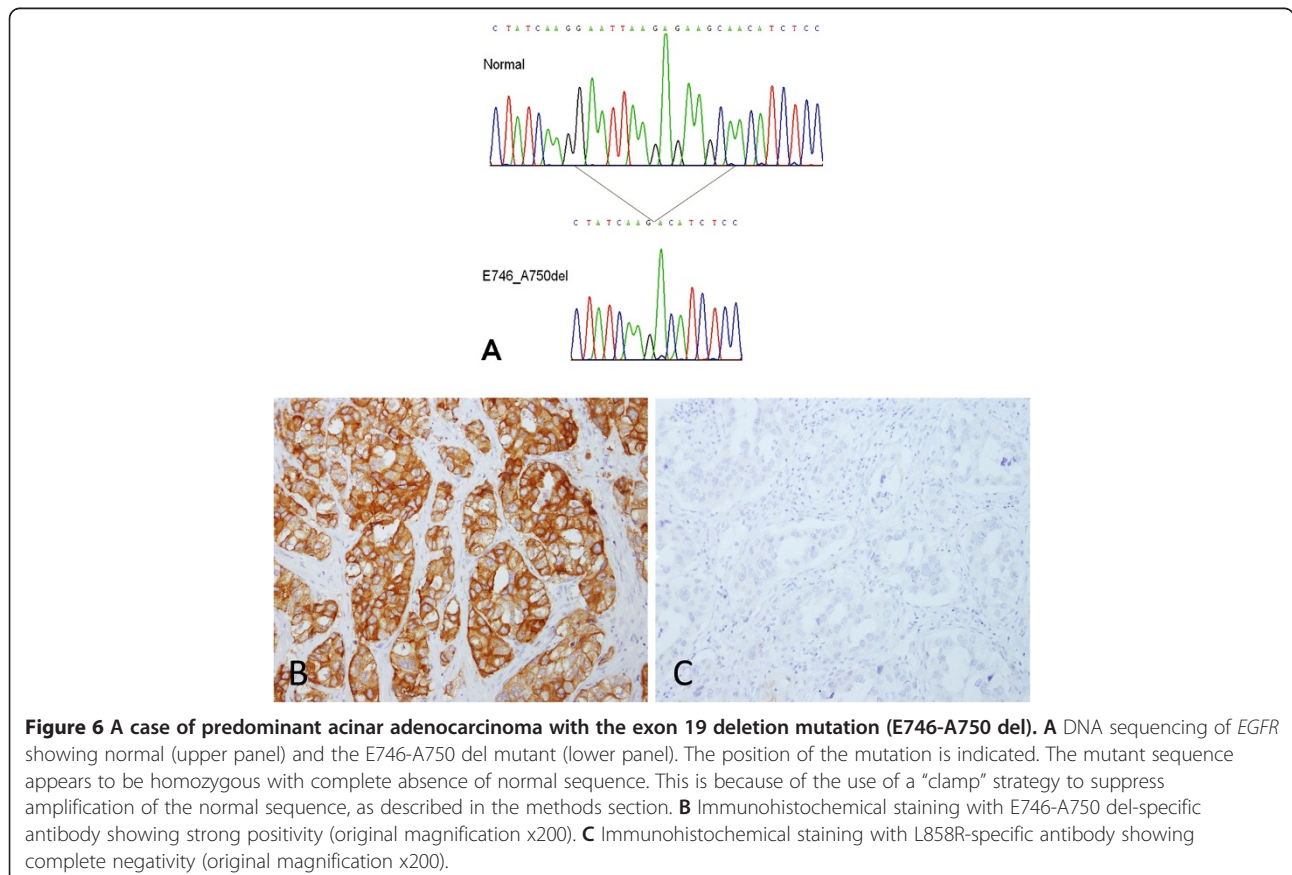 C T A T C A A G G A A T T A A G A G A A G C A A C A T C T C C
Normal
C T A T C A A G A C A T C T C C
E746_A750del
A
B
C
Figure 6 A case of predominant acinar adenocarcinoma with the exon 19 deletion mutation (E746-A750 del). A DNA sequencing of EGFR
showing normal (upper panel) and the E746-A750 del mutant (lower panel). The position of the mutation is indicated. The mutant sequence
appears to be homozygous with complete absence of normal sequence. This is because of the use of a “clamp” strategy to suppress
amplification of the normal sequence, as described in the methods section. B Immunohistochemical staining with E746-A750 del-specific
antibody showing strong positivity (original magnification x200). C Immunohistochemical staining with L858R-specific antibody showing
complete negativity (original magnification x200).